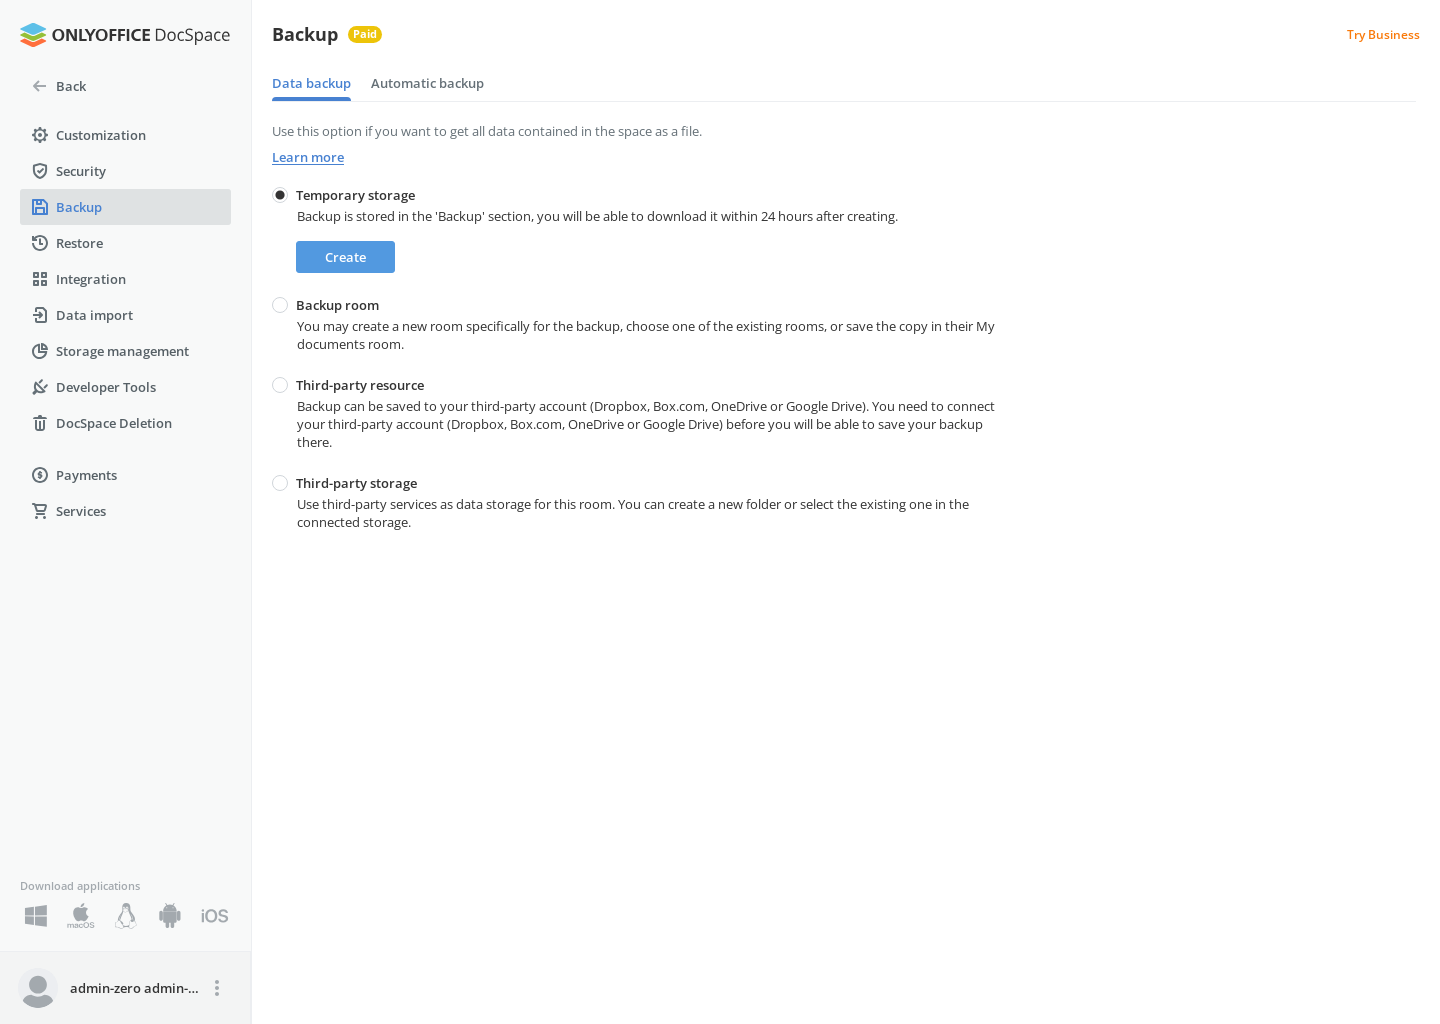 ONLYOFFICE DocSpace
Back
Customization
Security
Backup
Restore
Integration
Data import
Storage management
Developer Tools
DocSpace Deletion
Payments
Services
Download applications
macOS
iOS
admin-zero admin-...
Backup Paid
Try Business
Data backup Automatic backup
Use this option if you want to get all data contained in the space as a file.
Learn more
Temporary storage
Backup is stored in the 'Backup' section, you will be able to download it within 24 hours after creating.
Create
Backup room
You may create a new room specifically for the backup, choose one of the existing rooms, or save the copy in their My
documents room.
Third-party resource
Backup can be saved to your third-party account (Dropbox, Box.com, OneDrive or Google Drive). You need to connect
your third-party account (Dropbox, Box.com, OneDrive or Google Drive) before you will be able to save your backup
there.
Third-party storage
Use third-party services as data storage for this room. You can create a new folder or select the existing one in the
connected storage.